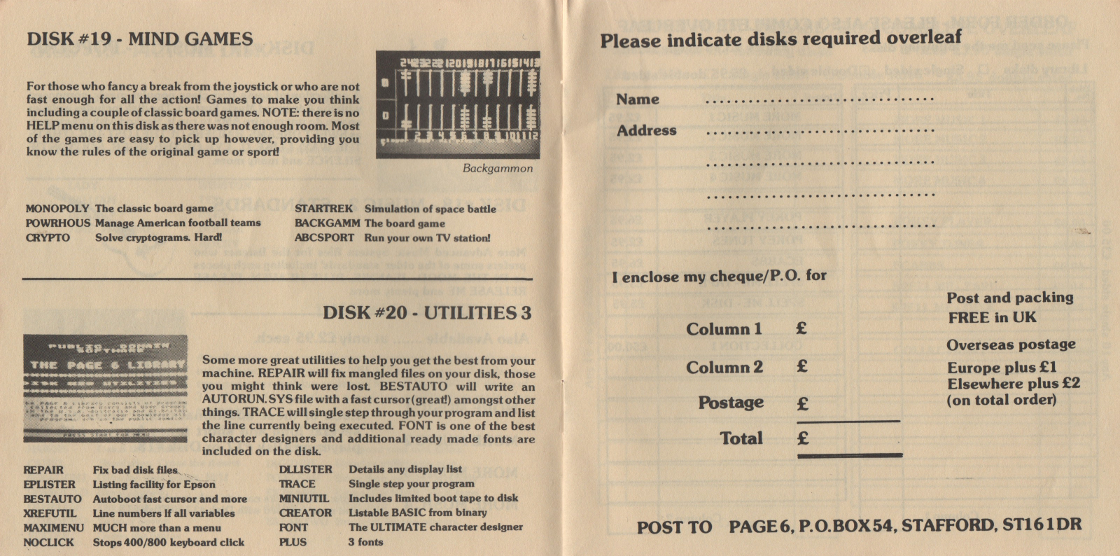 DISK #19 - MIND GAMES
For those who fancy a break from the joystick or who are not
fast enough for all the action! Games to make you think
including a couple of classic board games. NOTE: there is no
HELP menu on this disk as there was not enough room. Most
of the games are easy to pick up however, providing you
know the rules of the original game or sport!
Backgammon
MONOPOLY The classic board game
POWRHOUS Manage American football teams
CRYPTO Solve cryptograms. Hard!
STARTREK Simulation of space battle
BACKGAMM The board game
ABCSPORT Run your own TV station!
DISK #20 - UTILITIES 3
PUBLIC DOMAIN
SOFTWARE
THE PAGE 6 LIBRARY
DISK #20 UTILITIES
PRESS START FOR MENU
Some more great utilities to help you get the best from your
machine. REPAIR will fix mangled files on your disk, those
you might think were lost. BESTAUTO will write an
AUTORUN.SYS file with a fast cursor (great!) amongst other
things. TRACE will single step through your program and list
the line currently being executed. FONT is one of the best
character designers and additional ready made fonts are
included on the disk.
REPAIR Fix bad disk files
EPLISTER Listing facility for Epson
BESTAUTO Autoboot fast cursor and more
XREFUTIL Line numbers lf all variables
MAXIMENU MUCH more than a menu
NOCLICK Stops 400/800 keyboard click
DLLISTER Details any display list
TRACE Single step your program
MINIUTIL Includes limited boot tape to disk
CREATOR Listable BASIC from binary
FONT The ULTIMATE character designer
PLUS 3 fonts
Please indicate disks required overleaf
Name
Address
I enclose my cheque/P.O. for
Column 1 £
Column 2 £
Postage £
Total £
Post and packing
FREE in UK
Overseas postage
Europe plus £1
Elsewhere plus £2
(on total order)
POST TO PAGE 6, P.O. BOX 54, STAFFORD, ST16 1DR